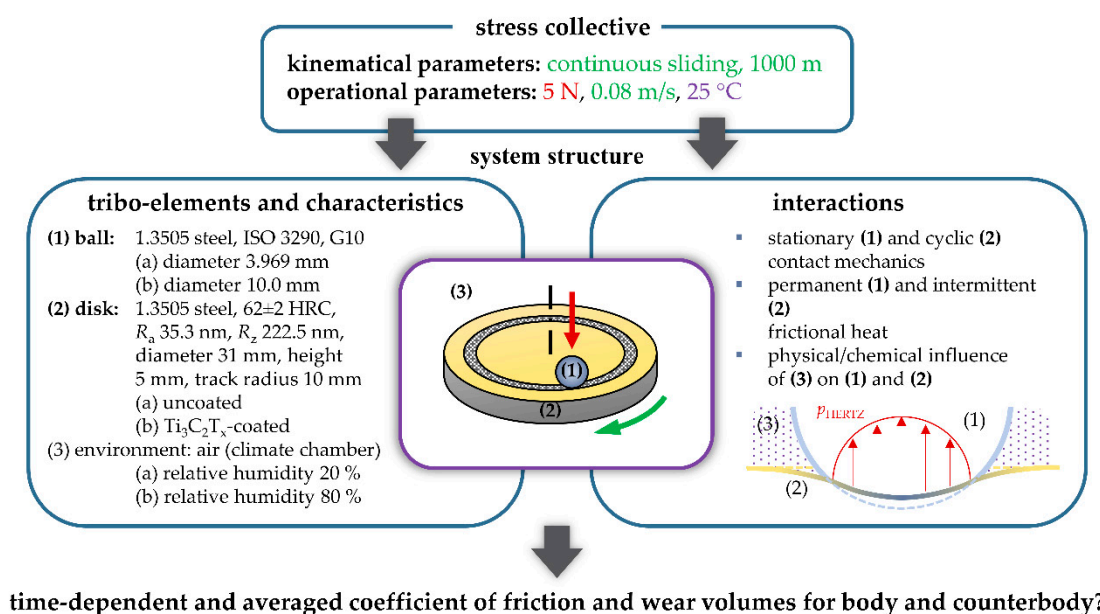 stress collective
kinematical parameters: continuous sliding, 1000 m
operational parameters: 5 N, 0.08 m/s, 25 °C
system structure
tribo-elements and characteristics
(1) ball: 1.3505 steel, ISO 3290, G10
(a) diameter 3.969 mm
(b) diameter 10.0 mm
(2) disk: 1.3505 steel, 62±2 HRC,
Ra 35.3 nm, Rz 222.5 nm,
diameter 31 mm, height
5 mm, track radius 10 mm
(a) uncoated
(b) Ti3C2Tx-coated
(3) environment: air (climate chamber)
(a) relative humidity 20 %
(b) relative humidity 80 %
(3)
(1)
(2)
interactions
▪ stationary (1) and cyclic (2)
contact mechanics
▪ permanent (1) and intermittent
(2)
frictional heat
▪ physical/chemical influence
of (3) on (1) and (2)
(3)
pHERTZ
(1)
(2)
time-dependent and averaged coefficient of friction and wear volumes for body and counterbody?